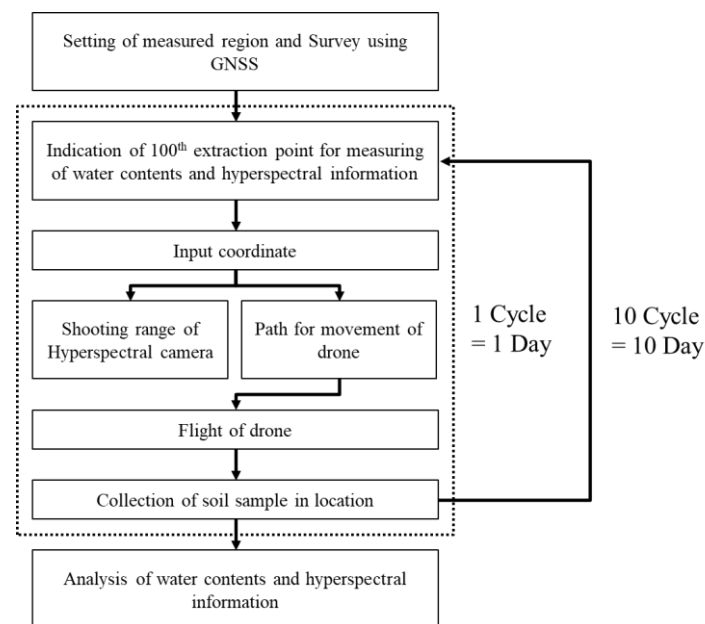 Setting of measured region and Survey using
GNSS
Indication of 100th extraction point for measuring
of water contents and hyperspectral information
Input coordinate
Shooting range of
Hyperspectral camera
Path for movement of
drone
1 Cycle
= 1 Day
10 Cycle
= 10 Day
Flight of drone
Collection of soil sample in location
Analysis of water contents and hyperspectral
information